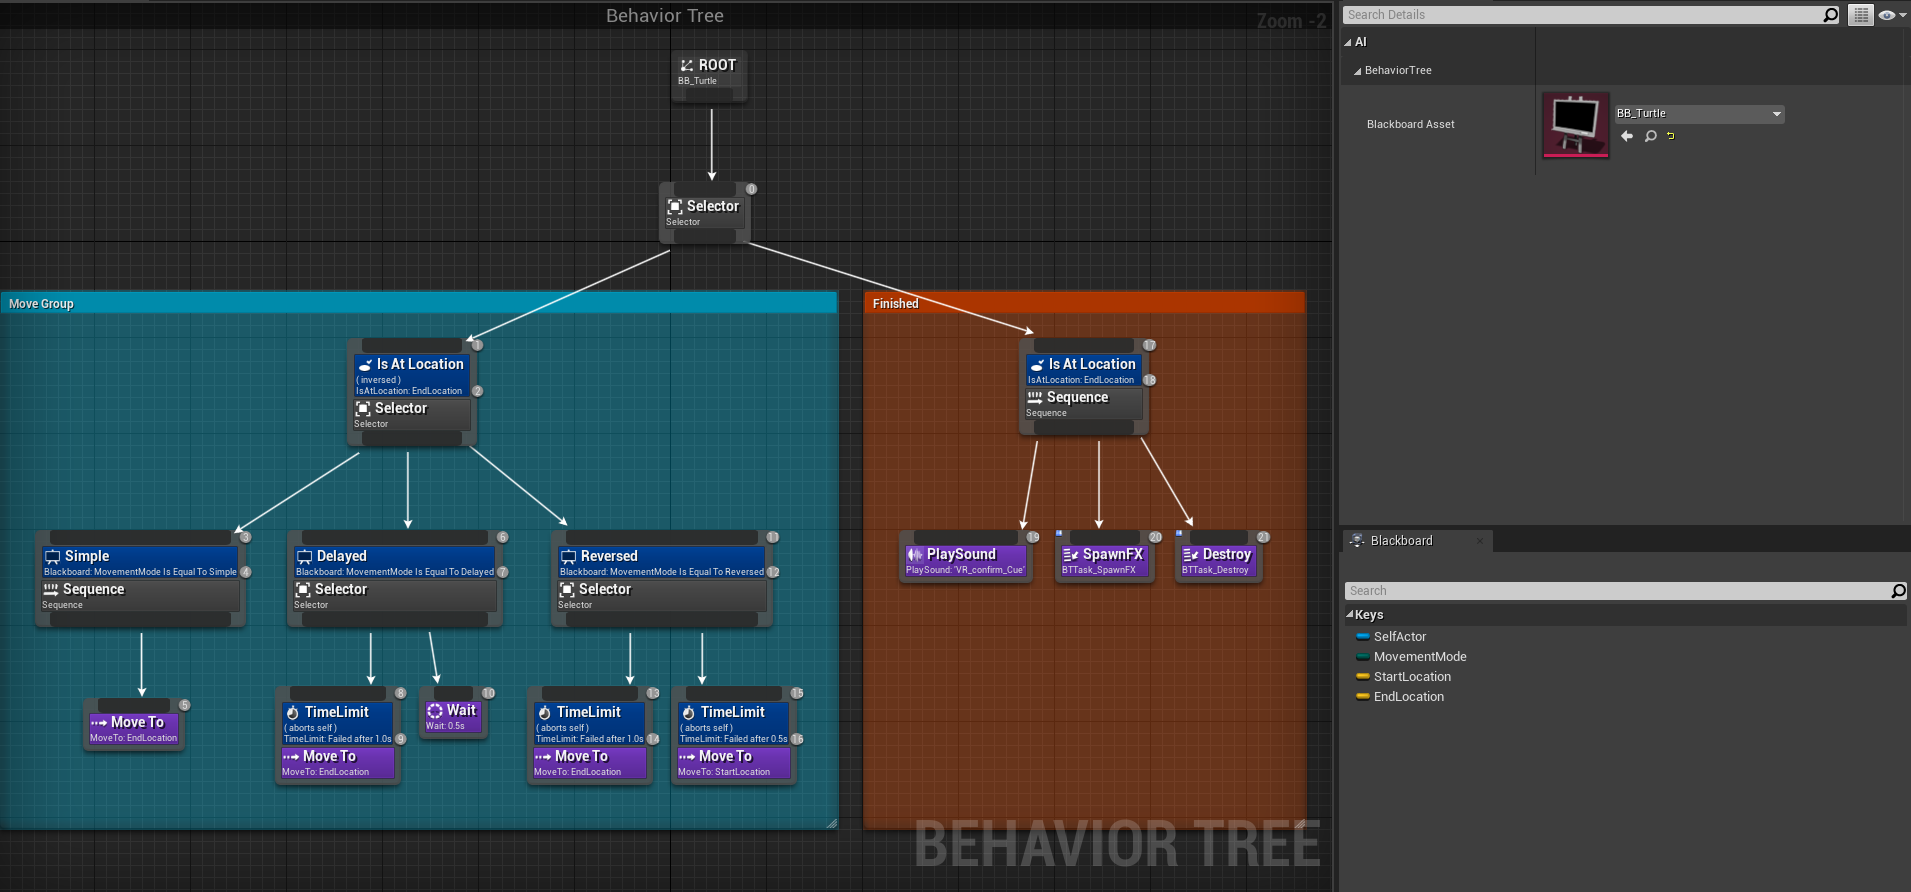 Behavior Tree
Zoom -2
ROOT
BB_Turtle
0
Selector
Selector
Move Group
1
Is At Location
( inversed )
IsAtLocation: EndLocation
2
Selector
Selector
3
Simple
Blackboard: MovementMode Is Equal To Simple
4
Sequence
Sequence
6
Delayed
Blackboard: MovementMode Is Equal To Delayed
7
Selector
Selector
11
Reversed
Blackboard: MovementMode Is Equal To Reversed
12
Selector
Selector
5
Move To
MoveTo: EndLocation
8
TimeLimit
( aborts self )
TimeLimit: Failed after 1.0s
9
Move To
MoveTo: EndLocation
10
Wait
Wait: 0.5s
13
TimeLimit
( aborts self )
TimeLimit: Failed after 1.0s
14
Move To
MoveTo: EndLocation
15
TimeLimit
( aborts self )
TimeLimit: Failed after 0.5s
16
Move To
MoveTo: StartLocation
Finished
17
Is At Location
IsAtLocation: EndLocation
18
Sequence
Sequence
19
PlaySound
PlaySound: 'VR_confirm_Cue'
20
SpawnFX
BTTask_SpawnFX
21
Destroy
BTTask_Destroy
BEHAVIOR TREE
Search Details
AI
BehaviorTree
Blackboard Asset
BB_Turtle
Blackboard
Search
Keys
SelfActor
MovementMode
StartLocation
EndLocation